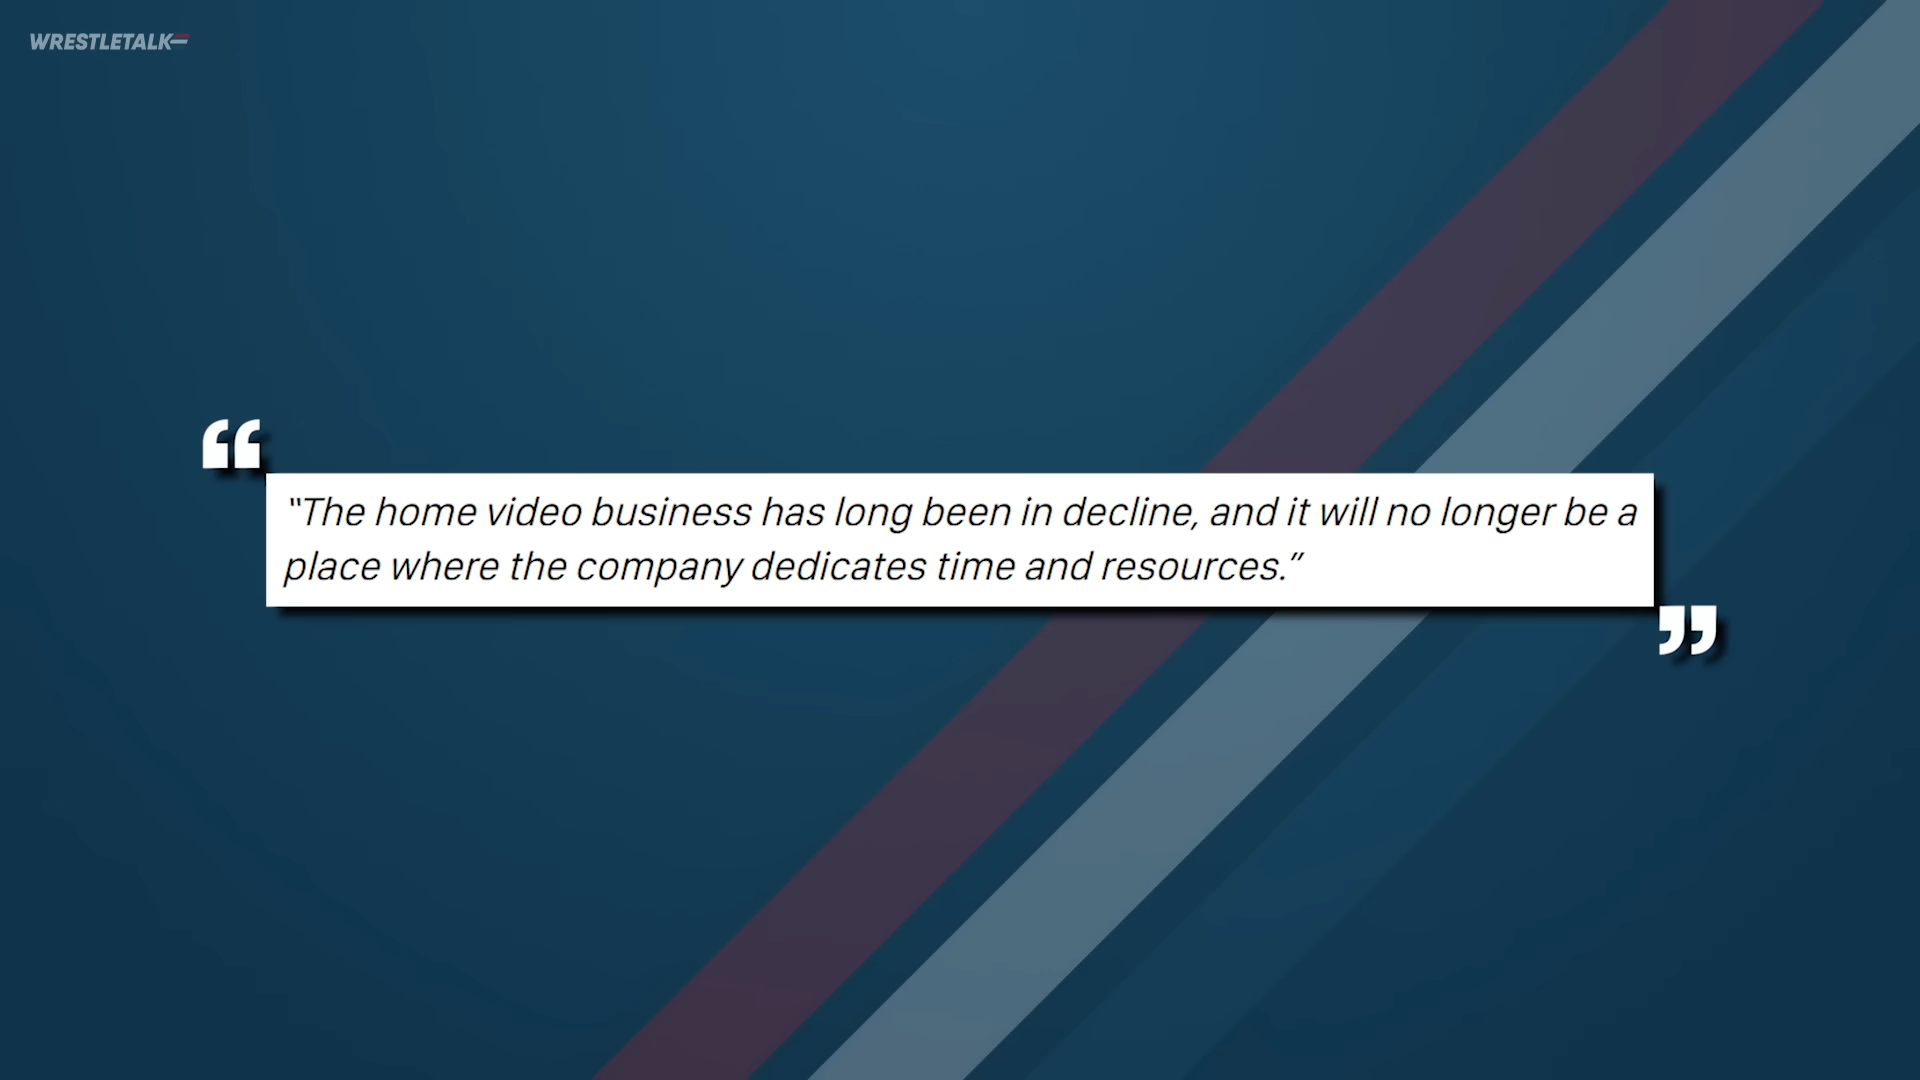 WRESTLETALK
“
“The home video business has long been in decline, and it will no longer be a
place where the company dedicates time and resources.”
”